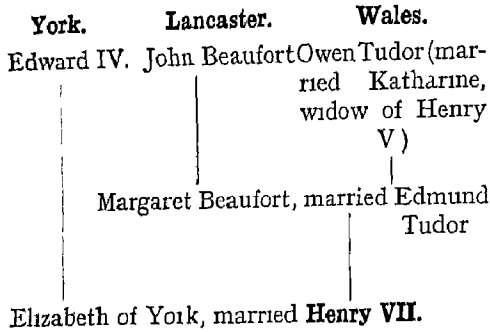 York. Lancaster. Wales.
Edward IV. John Beaufort Owen Tudor (mar-
ried Katharine,
widow of Henry
V)
Margaret Beaufort, married Edmund
Tudor
Elizabeth of York, married Henry VII.